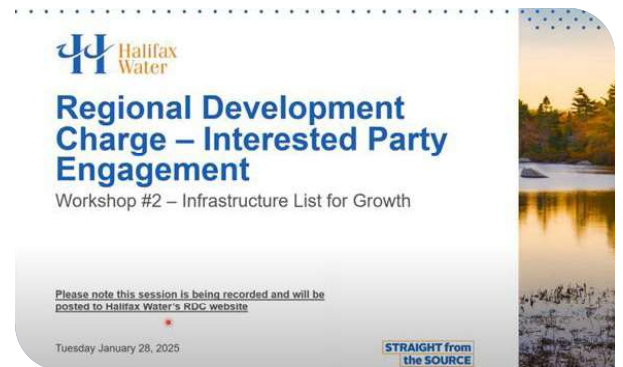 Halifax
Water
Regional Development
Charge – Interested Party
Engagement
Workshop #2 – Infrastructure List for Growth
Please note this session is being recorded and will be
posted to Halifax Water's RDC website
Tuesday January 28, 2025
STRAIGHT from
the SOURCE